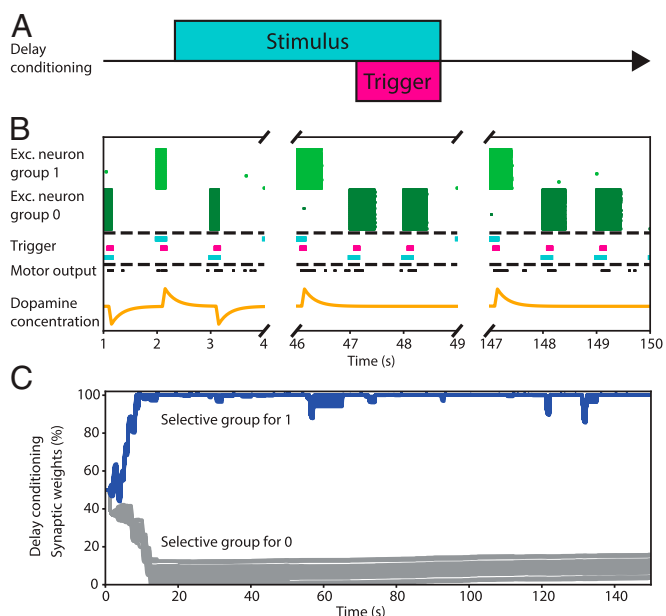 A
Delay
conditioning
Stimulus
Trigger
B
Exc. neuron
group 1
Exc. neuron
group 0
Trigger
Motor output
Dopamine
concentration
1 2 3 4 46 47 48 49 147 148 149 150
Time (s)
C
Delay conditioning
Synaptic weights (%)
100
80
60
40
20
0
Selective group for 1
Selective group for 0
0 20 40 60 80 100 120 140
Time (s)